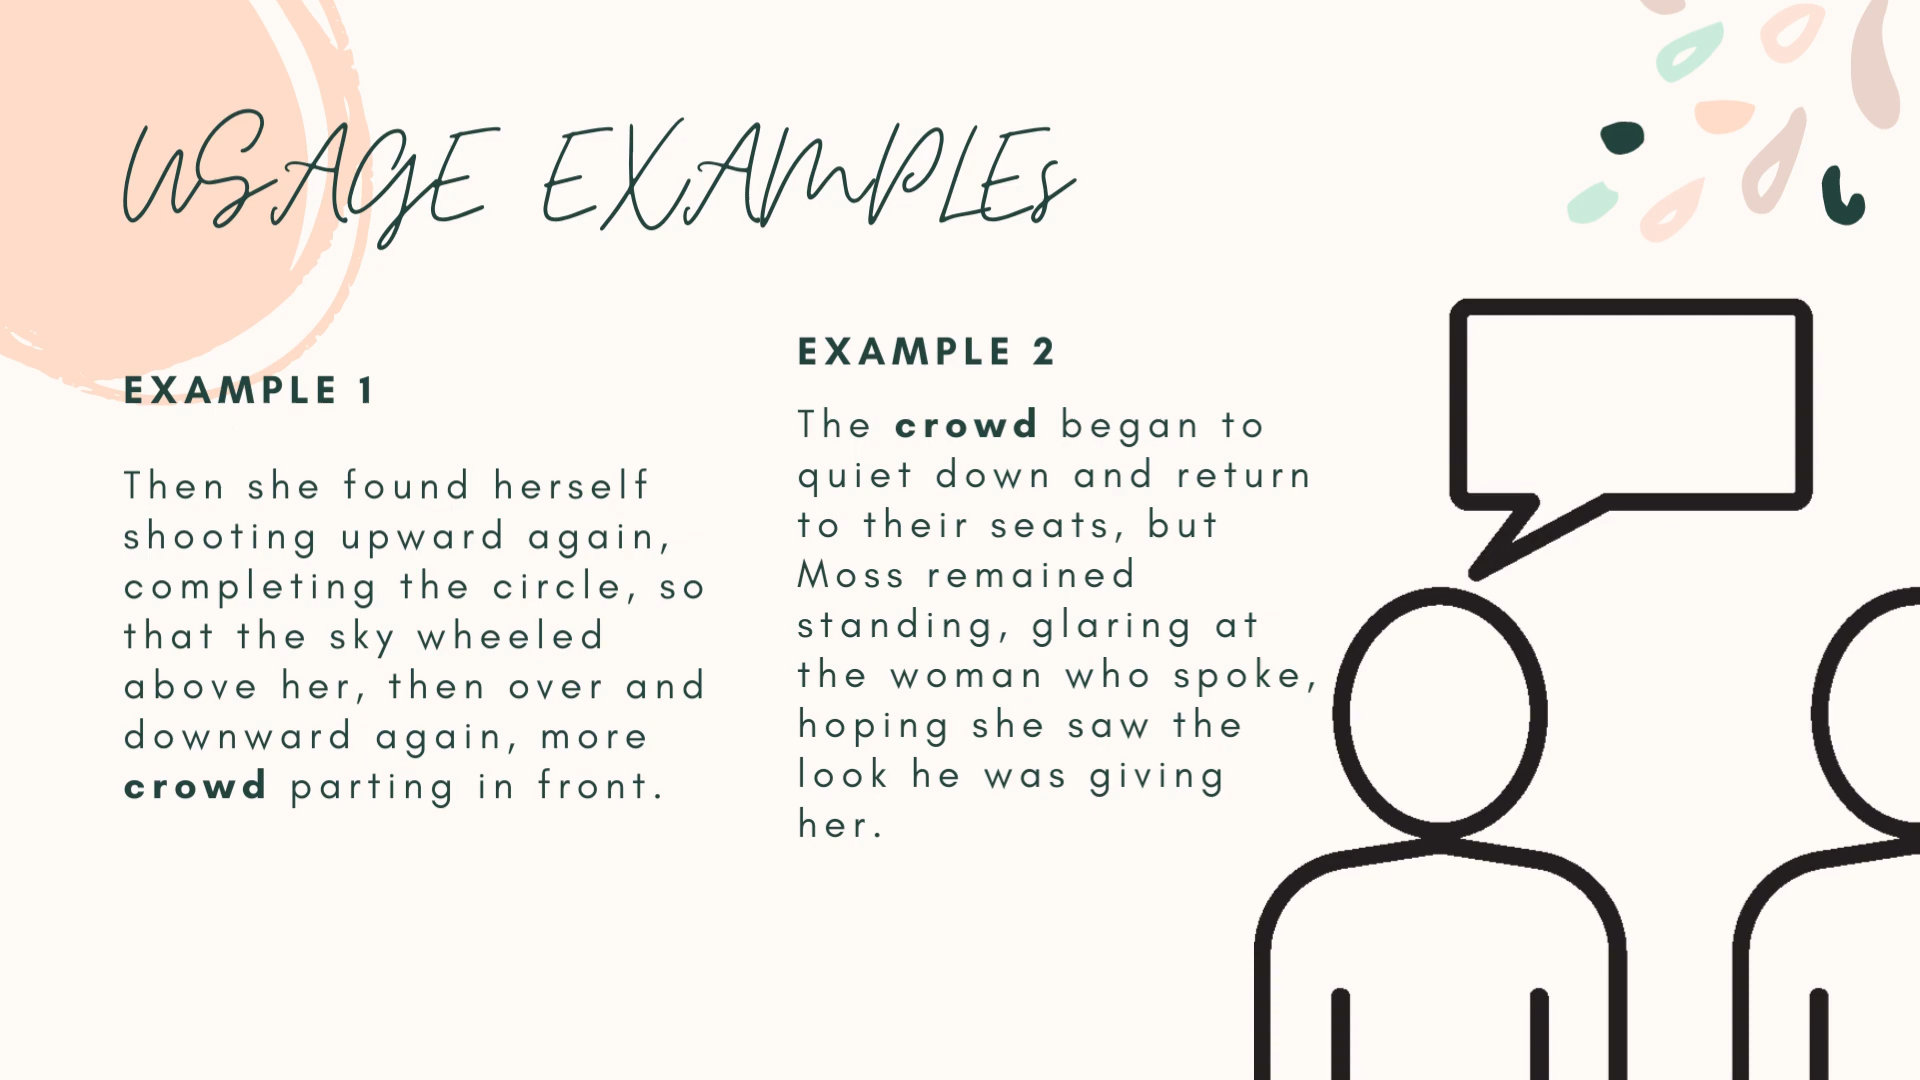 USAGE EXAMPLEs
EXAMPLE 1
Then she found herself
shooting upward again,
completing the circle, so
that the sky wheeled
above her, then over and
downward again, more
crowd parting in front.
EXAMPLE 2
The crowd began to
quiet down and return
to their seats, but
Moss remained
standing, glaring at
the woman who spoke,
hoping she saw the
look he was giving
her.